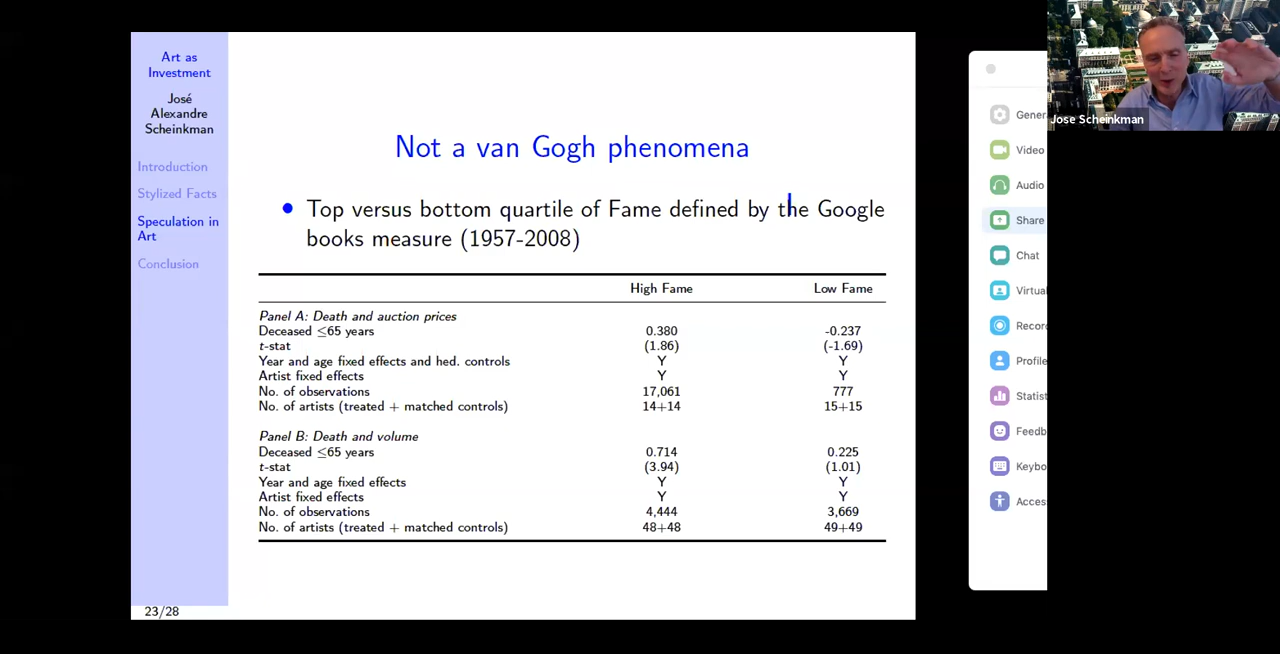 Art as
Investment
José
Alexandre
Scheinkman
Introduction
Stylized Facts
Speculation in
Art
Conclusion
Not a van Gogh phenomena
• Top versus bottom quartile of Fame defined by the Google
books measure (1957-2008)
High Fame Low Fame
Panel A: Death and auction prices
Deceased ≤65 years 0.380 -0.237
t-stat (1.86) (-1.69)
Year and age fixed effects and hed. controls Y Y
Artist fixed effects Y Y
No. of observations 17,061 777
No. of artists (treated + matched controls) 14+14 15+15
Panel B: Death and volume
Deceased ≤65 years 0.714 0.225
t-stat (3.94) (1.01)
Year and age fixed effects Y Y
Artist fixed effects Y Y
No. of observations 4,444 3,669
No. of artists (treated + matched controls) 48+48 49+49
23/28
Gener
Video
Audio
Share
Chat
Virtua
Recor
Profile
Statist
Feedb
Keybo
Acces
Jose Scheinkman